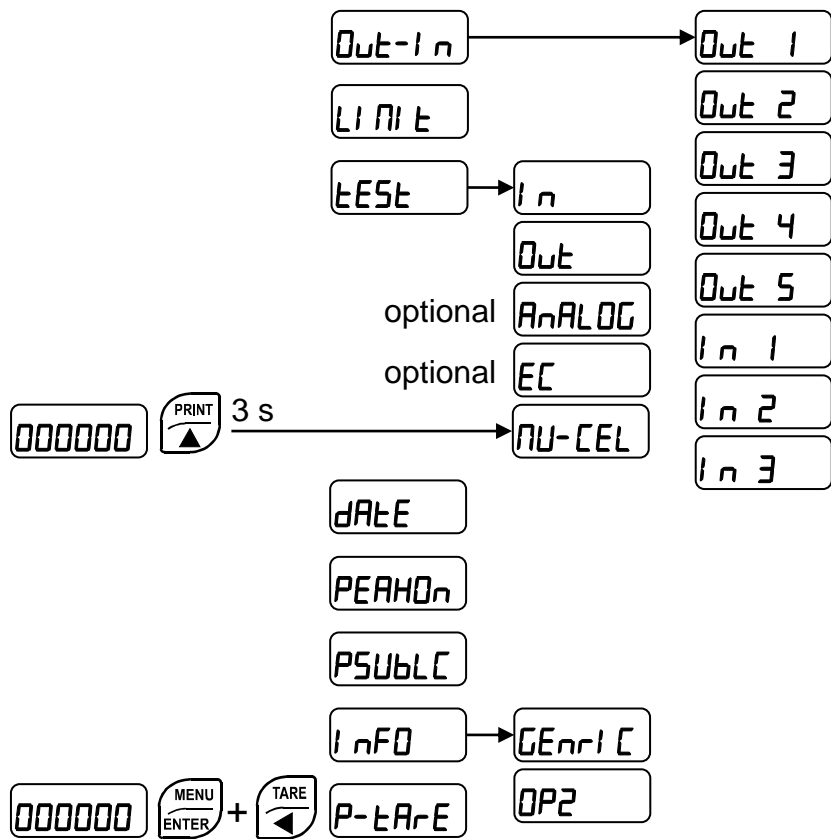 Out-In
Out 1
Out 2
LIMIt
Out 3
tESt
In
Out 4
Out
Out 5
optional
AnALOG
In 1
optional
EC
In 2
000000
PRINT
3 s
MU-CEL
In 3
dAtE
PEAHOn
PSUbLC
InFO
GEnrIC
OP2
000000
MENU
ENTER
+
TARE
P-tArE